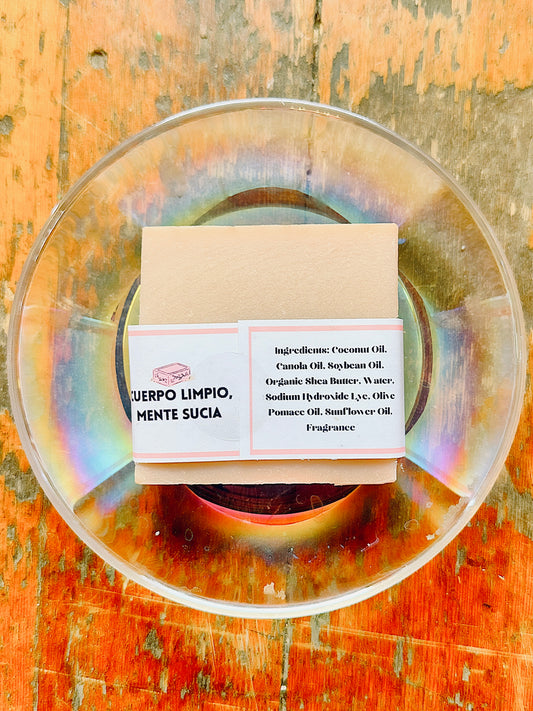 CUERPO LIMPIO,
MENTE SUCIA
Ingredients: Coconut Oil,
Canola Oil, Soybean Oil,
Organic Shea Butter, Water,
Sodium Hydroxide Lye, Olive
Pomace Oil, Sunflower Oil,
Fragrance